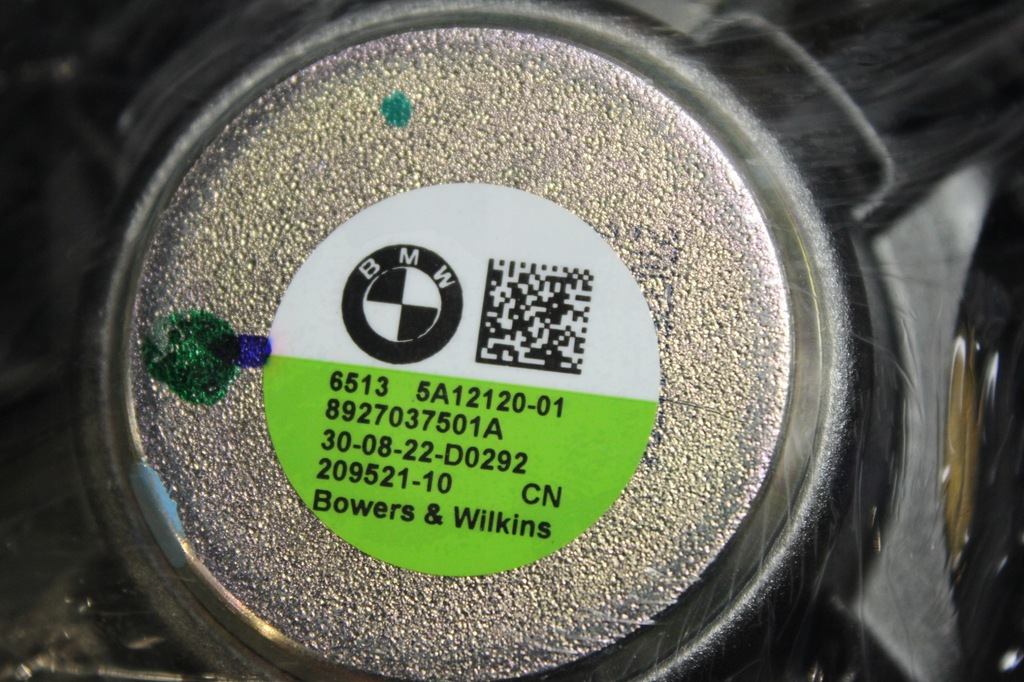 BMW
6513 5A12120-01
8927037501A
30-08-22-D0292
209521-10 CN
Bowers & Wilkins